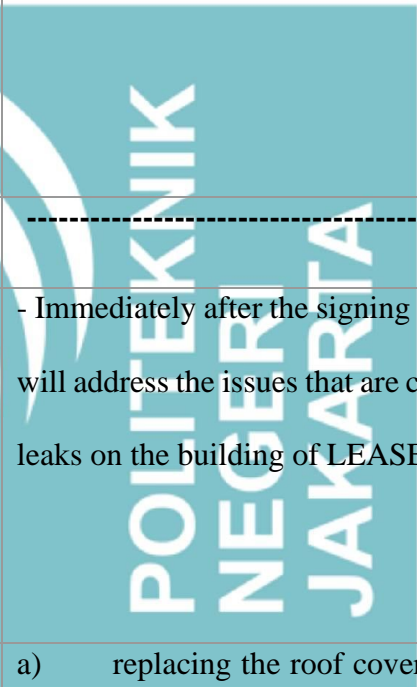 POLITEKNIK
NEGERI
JAKARTA
--------------------------------------------
- Immediately after the signing
will address the issues that are c
leaks on the building of LEASE
a) replacing the roof cover